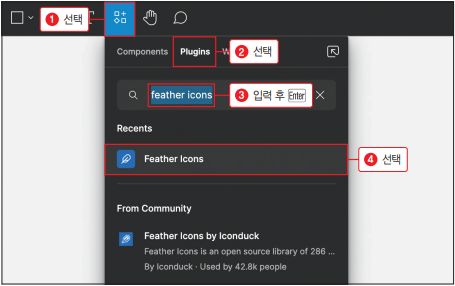 1 선택
Components Plugins W 2 선택
feather icons 3 입력 후 Enter
Recents
Feather Icons 4 선택
From Community
Feather Icons by Iconduck
Feather Icons is an open source library of 286 ...
By Iconduck · Used by 42.8k people